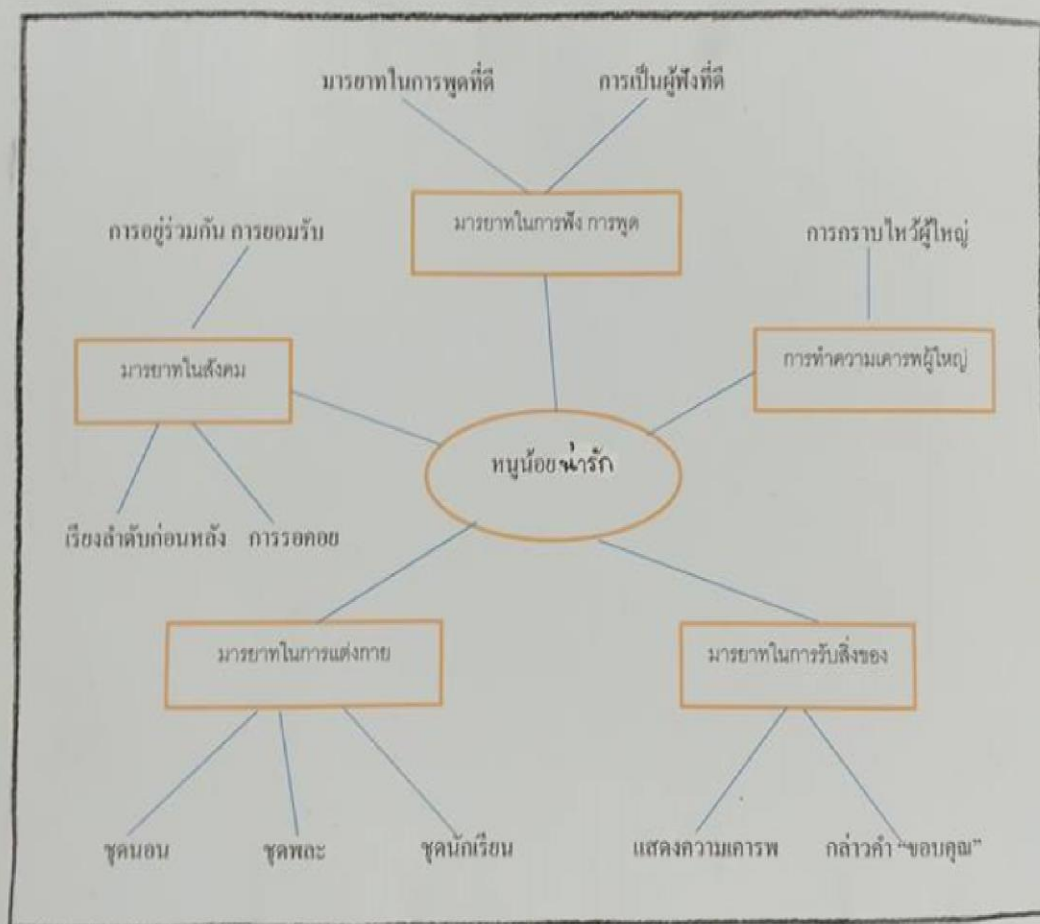 มารยาทในการพูดที่ดี การเป็นผู้ฟังที่ดี
มารยาทในการฟัง การพูด
การอยู่ร่วมกัน การยอมรับ
การกราบไหว้ผู้ใหญ่
มารยาทในสังคม
การทำความเคารพผู้ใหญ่
หนูน้อยน่ารัก
เรียงลำดับก่อนหลัง การรอคอย
มารยาทในการแต่งกาย
มารยาทในการรับสิ่งของ
ชุดนอน ชุดพละ ชุดนักเรียน
แสดงความเคารพ กล่าวคำ “ขอบคุณ”